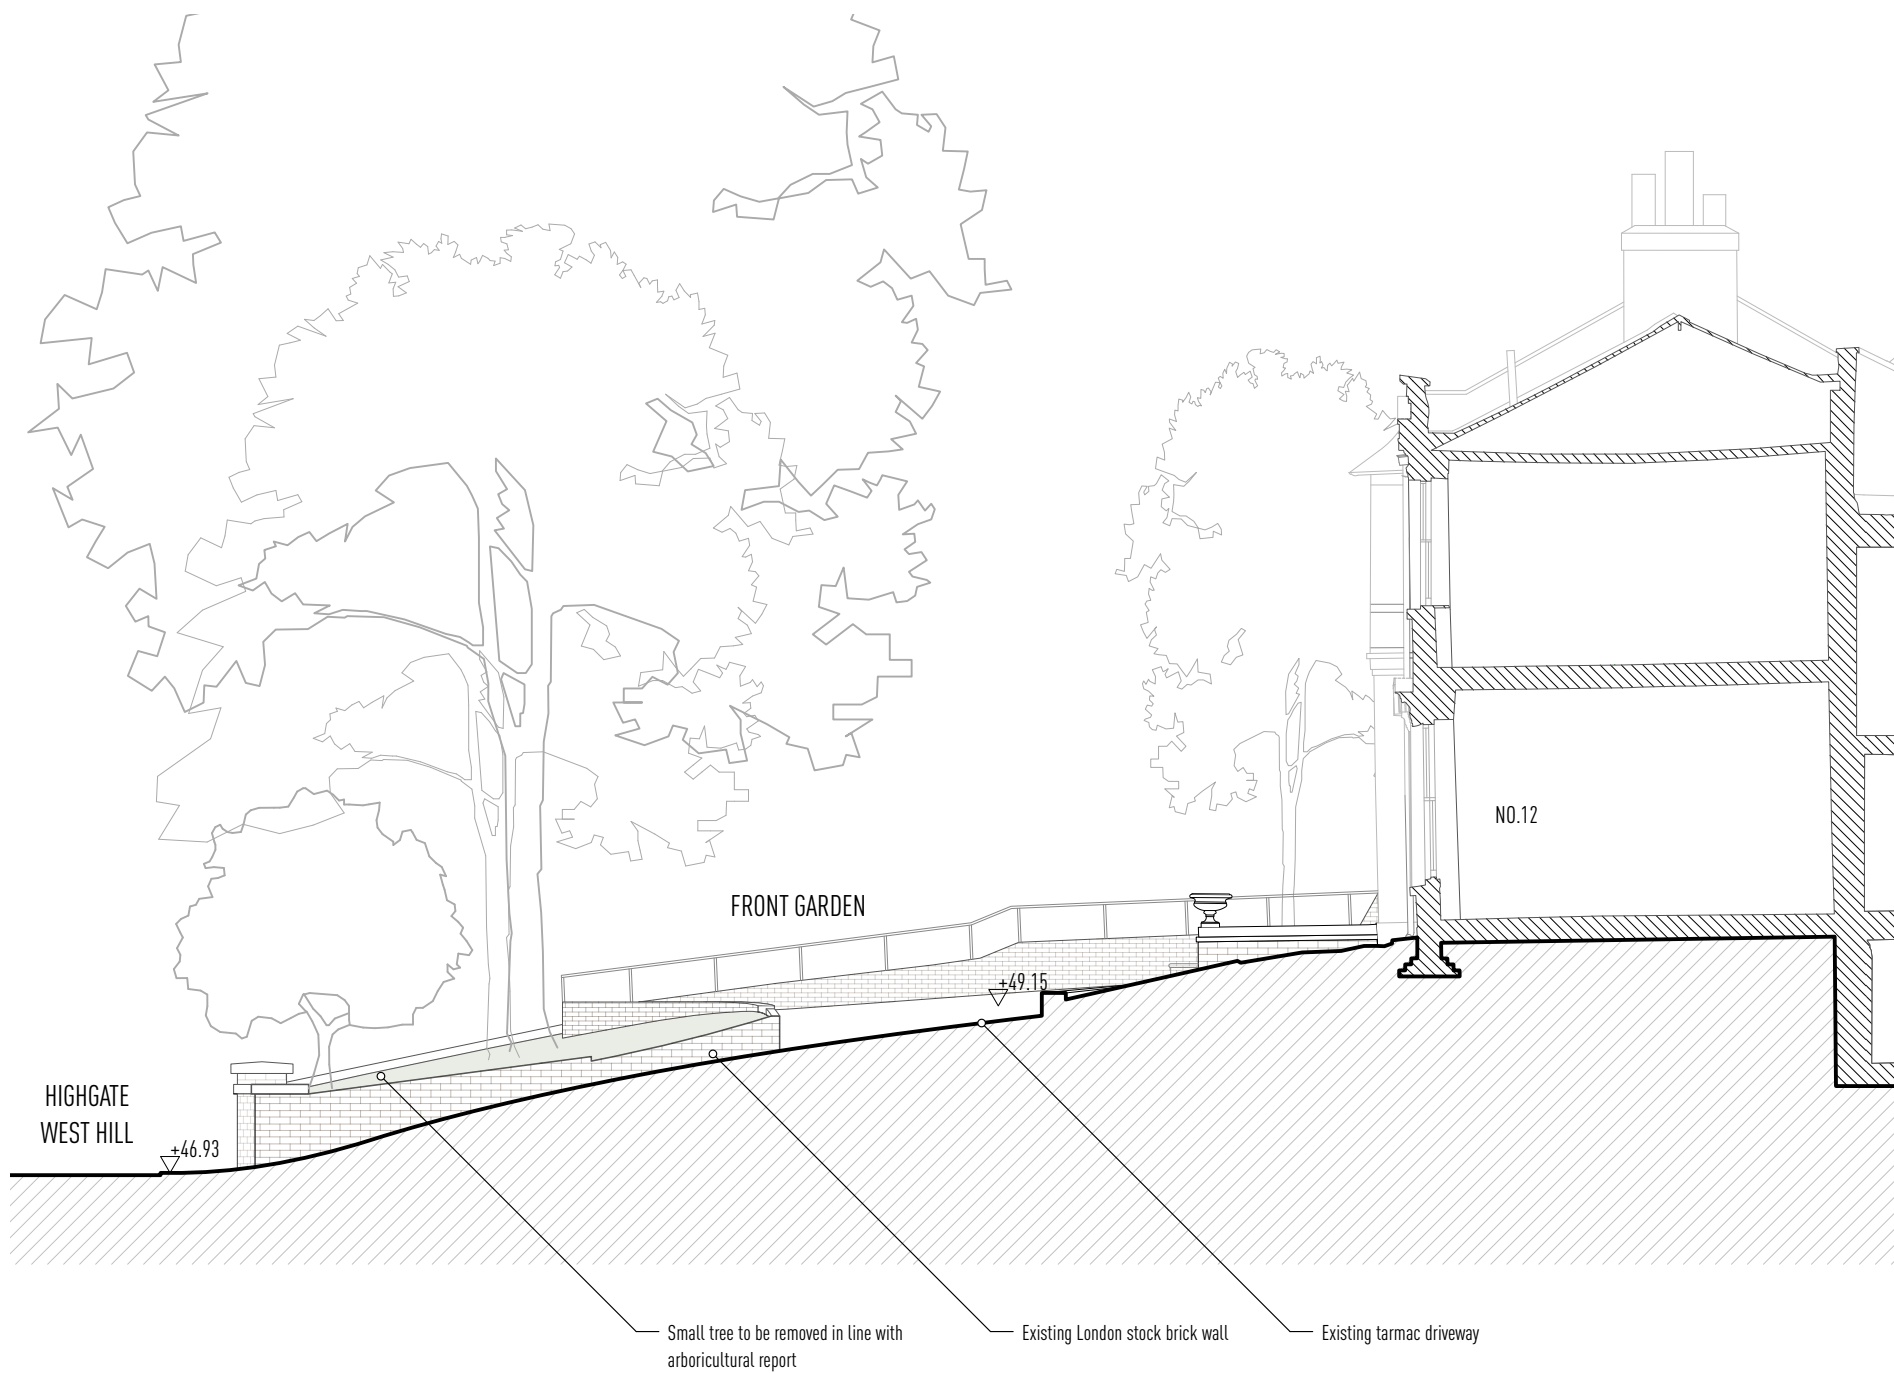 NO.12
FRONT GARDEN
+49.15
HIGHGATE
WEST HILL
+46.93
Small tree to be removed in line with
arboricultural report
Existing London stock brick wall
Existing tarmac driveway